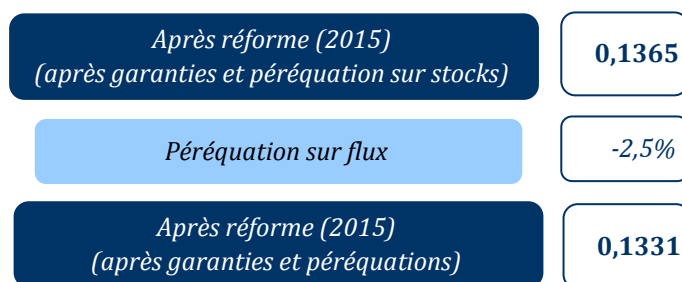 Après réforme (2015)
(après garanties et péréquation sur stocks)
0,1365
Péréquation sur flux
-2,5%
Après réforme (2015)
(après garanties et péréquations)
0,1331